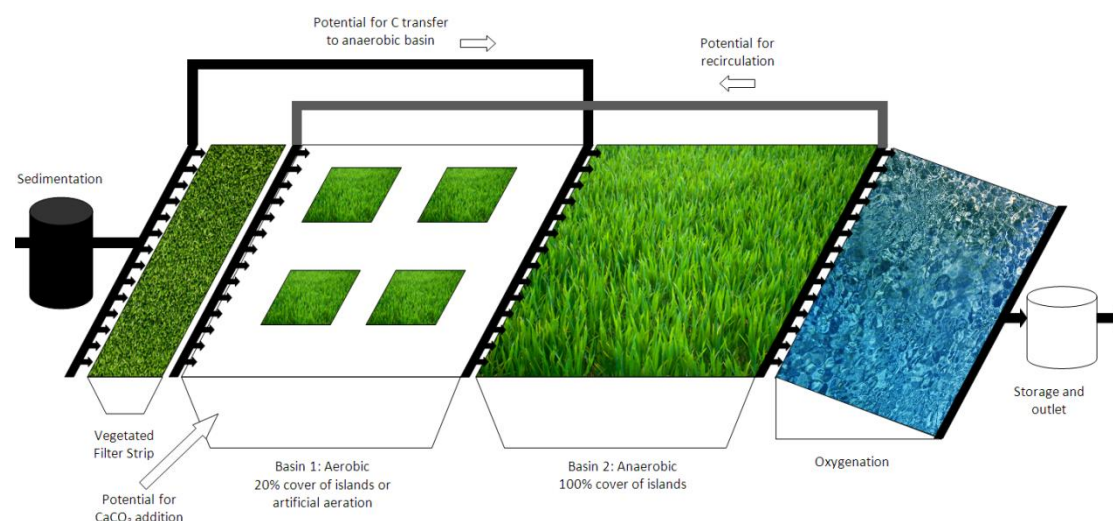 Potential for C transfer
to anaerobic basin
Potential for
recirculation
Sedimentation
Vegetated
Filter Strip
Potential for
CaCO₃ addition
Basin 1: Aerobic
20% cover of islands or
artificial aeration
Basin 2: Anaerobic
100% cover of islands
Oxygenation
Storage and
outlet